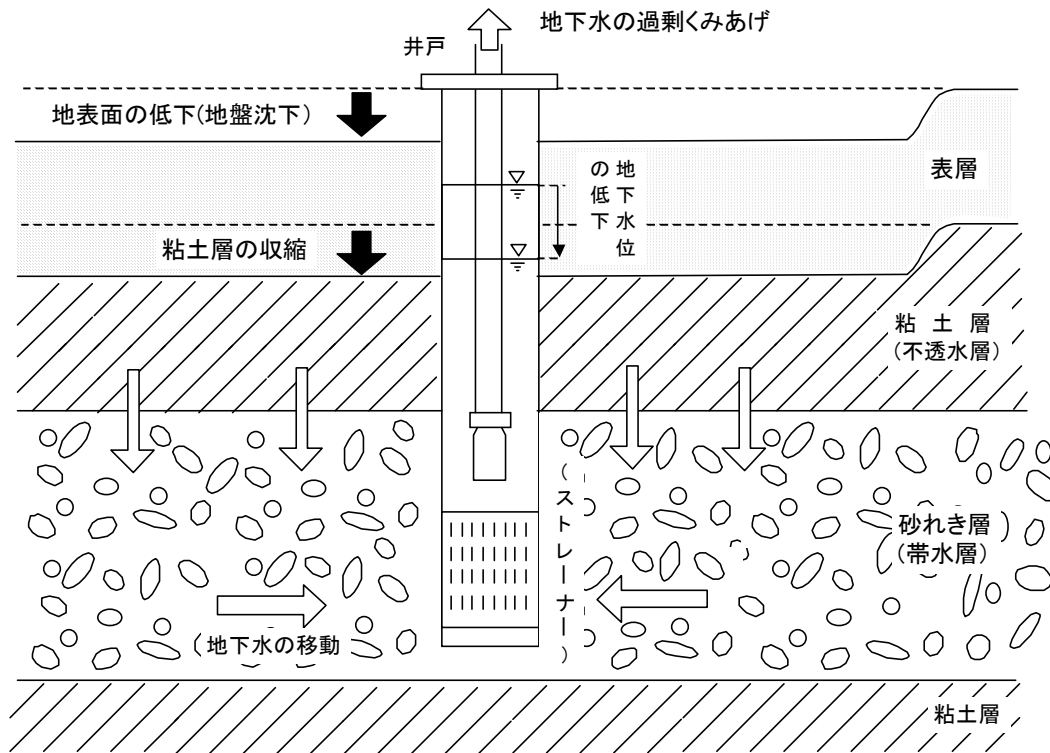 地下水の過剰くみあげ
井戸
地表面の低下(地盤沈下)
地下水位
の低下
表層
粘土層の収縮
粘土層
(不透水層)
(ストレーナー)
砂れき層
(帯水層)
(地下水の移動
粘土層